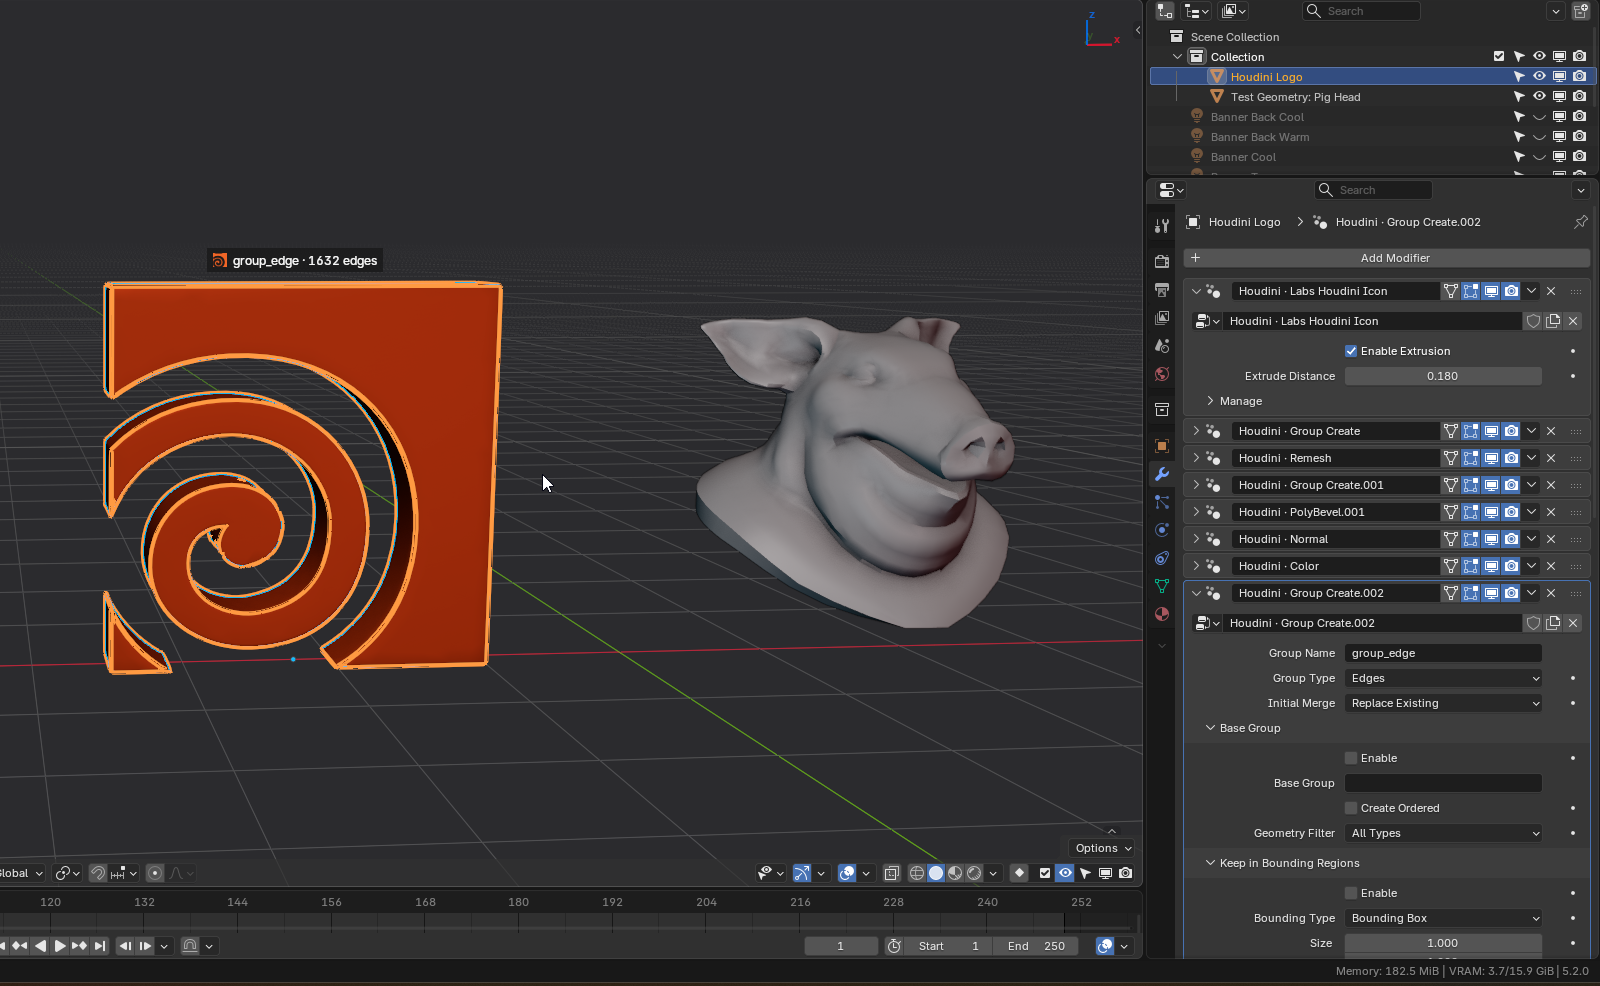 z
y
x
group_edge · 1632 edges
Options
Global
120 132 144 156 168 180 192 204 216 228 240 252
1 Start 1 End 250
Search
Scene Collection
Collection
Houdini Logo
Test Geometry: Pig Head
Banner Back Cool
Banner Back Warm
Banner Cool
Search
Houdini Logo > Houdini · Group Create.002
+ Add Modifier
Houdini · Labs Houdini Icon
Houdini · Labs Houdini Icon
Enable Extrusion
Extrude Distance 0.180
Manage
Houdini · Group Create
Houdini · Remesh
Houdini · Group Create.001
Houdini · PolyBevel.001
Houdini · Normal
Houdini · Color
Houdini · Group Create.002
Houdini · Group Create.002
Group Name group_edge
Group Type Edges
Initial Merge Replace Existing
Base Group
Enable
Base Group
Create Ordered
Geometry Filter All Types
Keep in Bounding Regions
Enable
Bounding Type Bounding Box
Size 1.000
Memory: 182.5 MiB | VRAM: 3.7/15.9 GiB | 5.2.0